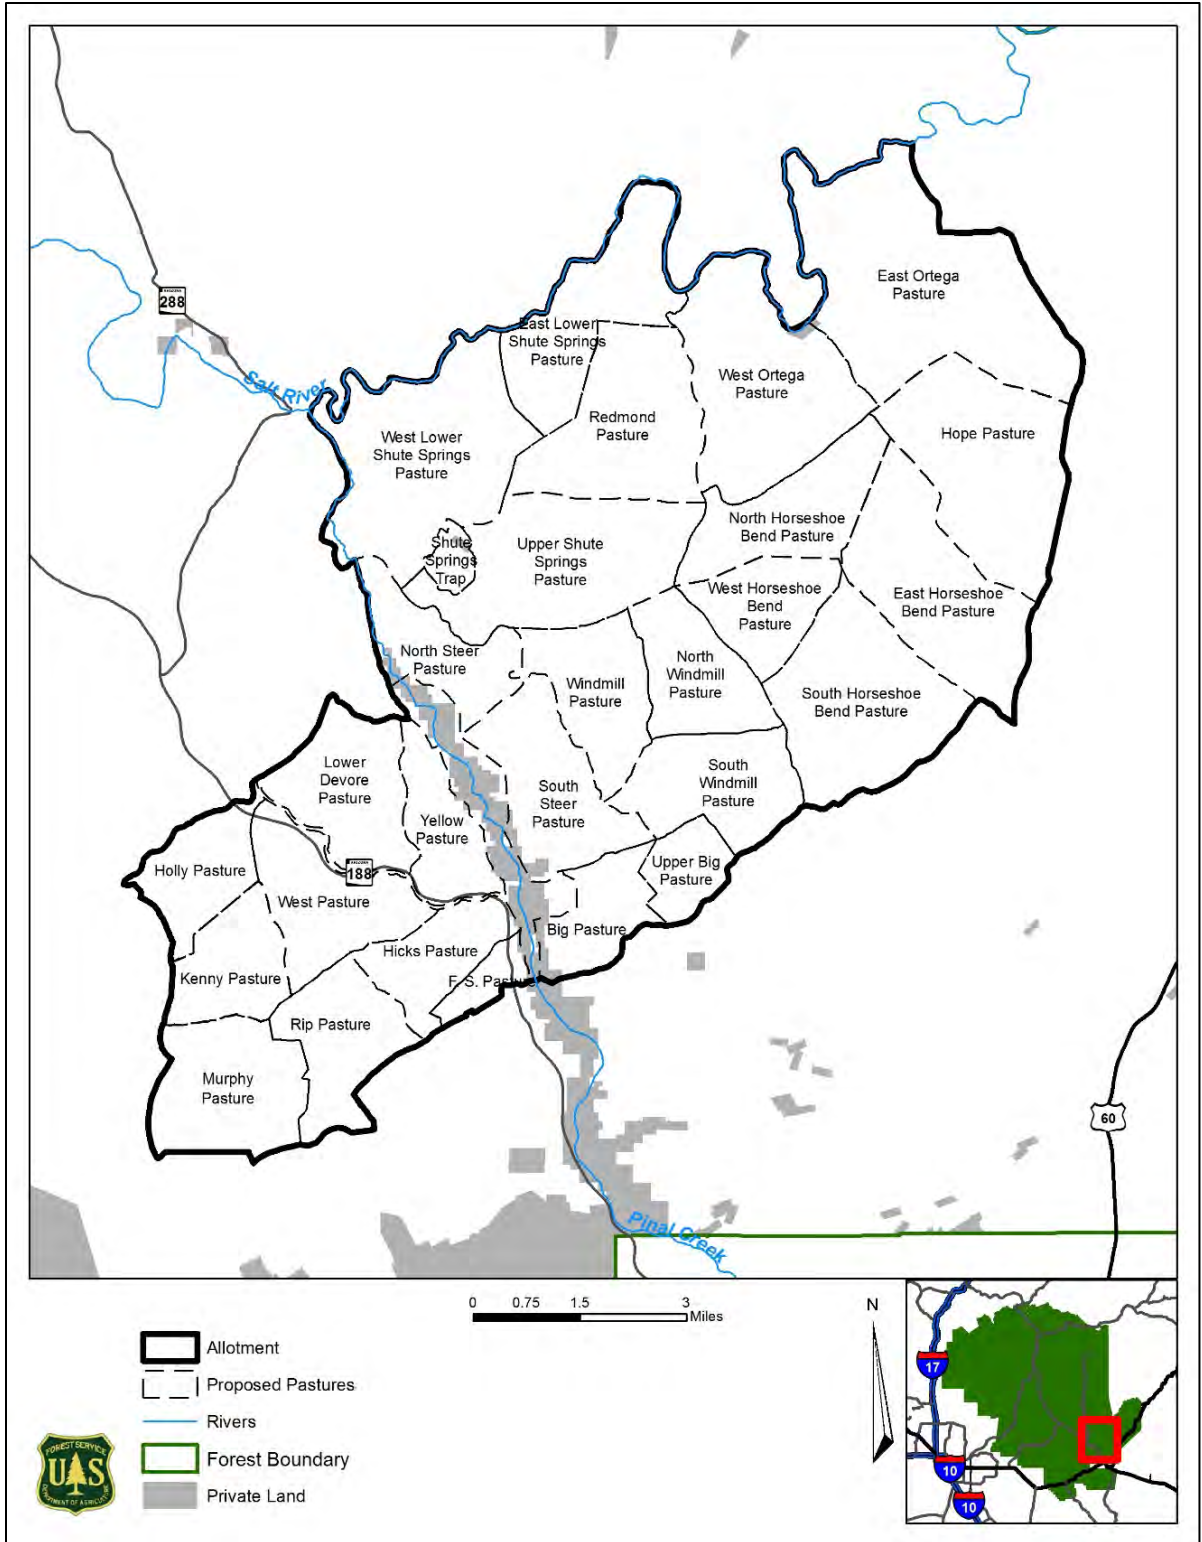 ARIZONA
288
Salt River
East Ortega
Pasture
East Lower
Shute Springs
Pasture
West Ortega
Pasture
Redmond
Pasture
Hope Pasture
West Lower
Shute Springs
Pasture
North Horseshoe
Bend Pasture
Shute
Springs
Trap
Upper Shute
Springs
Pasture
West Horseshoe
Bend
Pasture
East Horseshoe
Bend Pasture
North Steer
Pasture
North
Windmill
Pasture
Windmill
Pasture
South Horseshoe
Bend Pasture
Lower
Devore
Pasture
South
Windmill
Pasture
South
Steer
Pasture
Yellow
Pasture
Holly Pasture
ARIZONA
188
Upper Big
Pasture
West Pasture
Big Pasture
Hicks Pasture
Kenny Pasture
F. S. Pasture
Rip Pasture
Murphy
Pasture
60
Pinal Creek
0 0.75 1.5 3
Miles
N
Allotment
Proposed Pastures
Rivers
Forest Boundary
Private Land
FOREST SERVICE
U S
DEPARTMENT OF AGRICULTURE
17
10
10